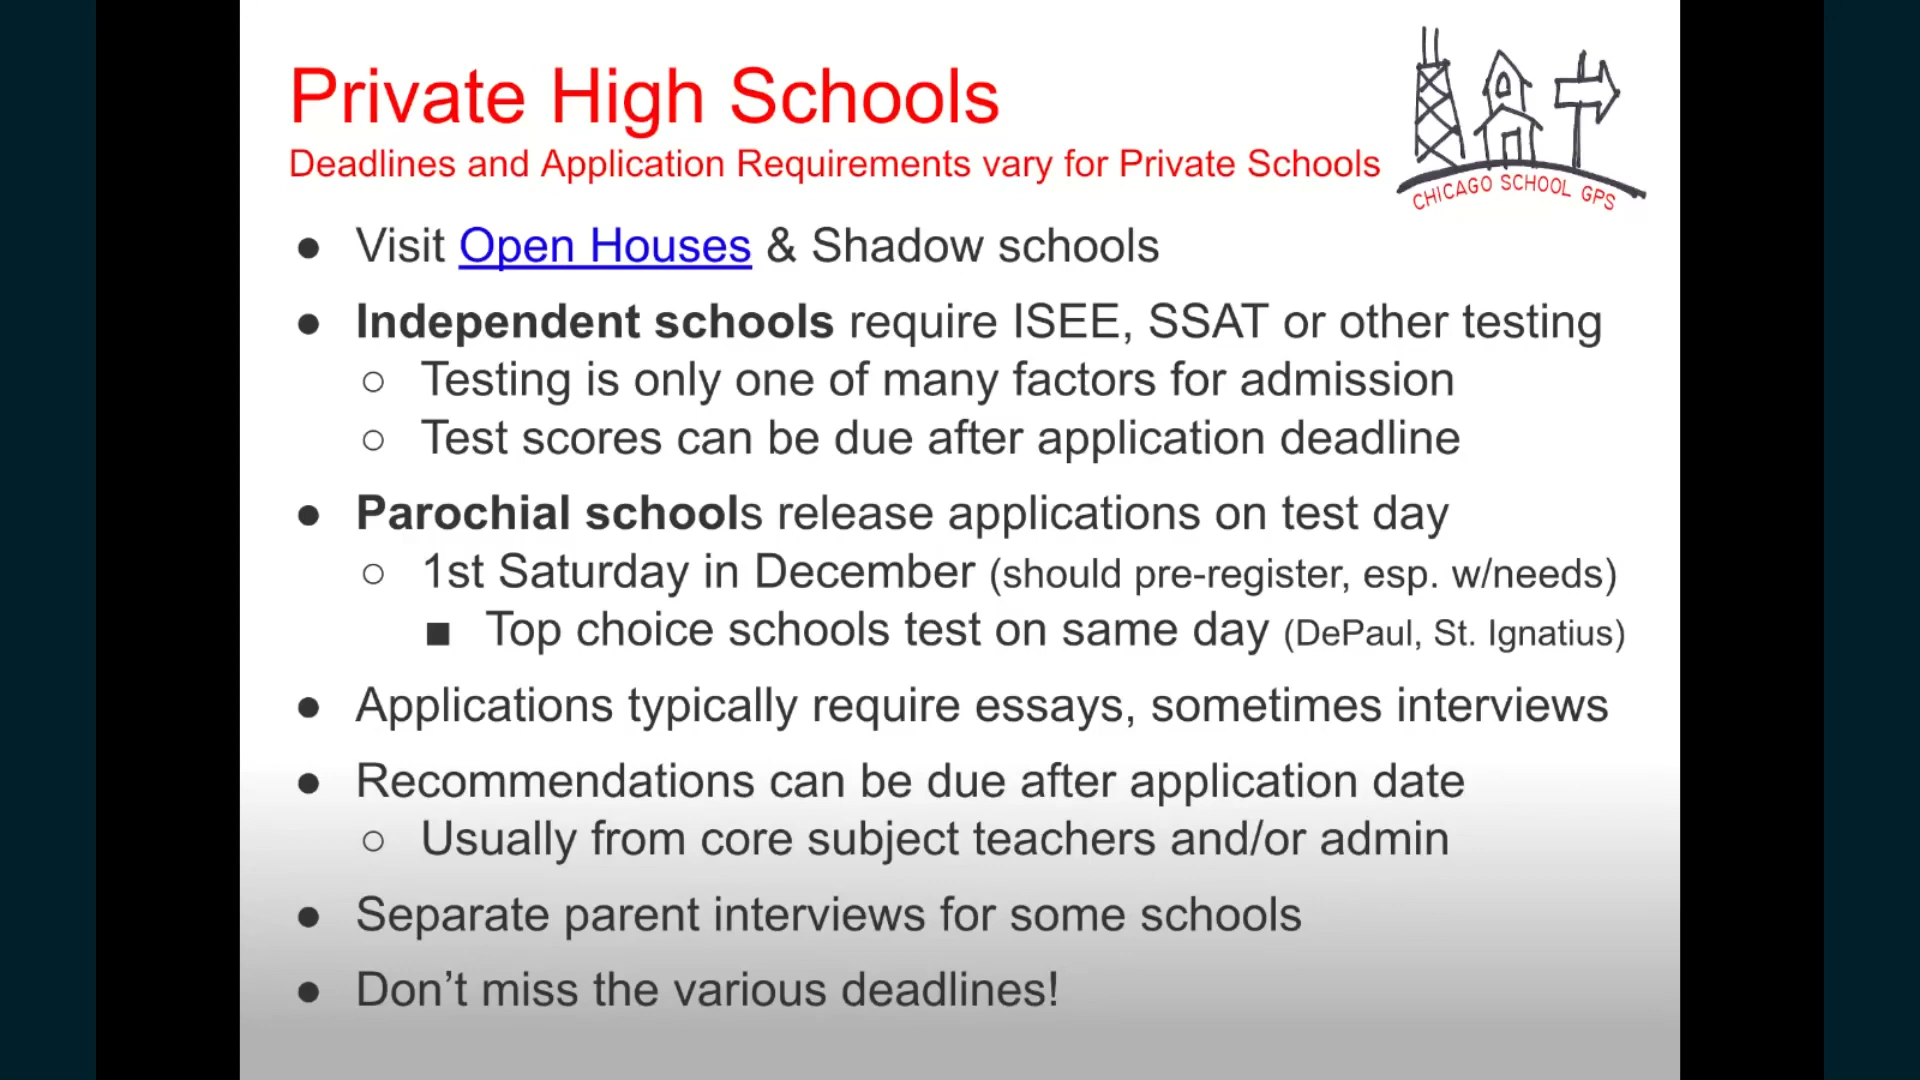 Private High Schools
Deadlines and Application Requirements vary for Private Schools
CHICAGO SCHOOL GPS
● Visit Open Houses & Shadow schools
● Independent schools require ISEE, SSAT or other testing
○ Testing is only one of many factors for admission
○ Test scores can be due after application deadline
● Parochial schools release applications on test day
○ 1st Saturday in December (should pre-register, esp. w/needs)
■ Top choice schools test on same day (DePaul, St. Ignatius)
● Applications typically require essays, sometimes interviews
● Recommendations can be due after application date
○ Usually from core subject teachers and/or admin
● Separate parent interviews for some schools
● Don’t miss the various deadlines!